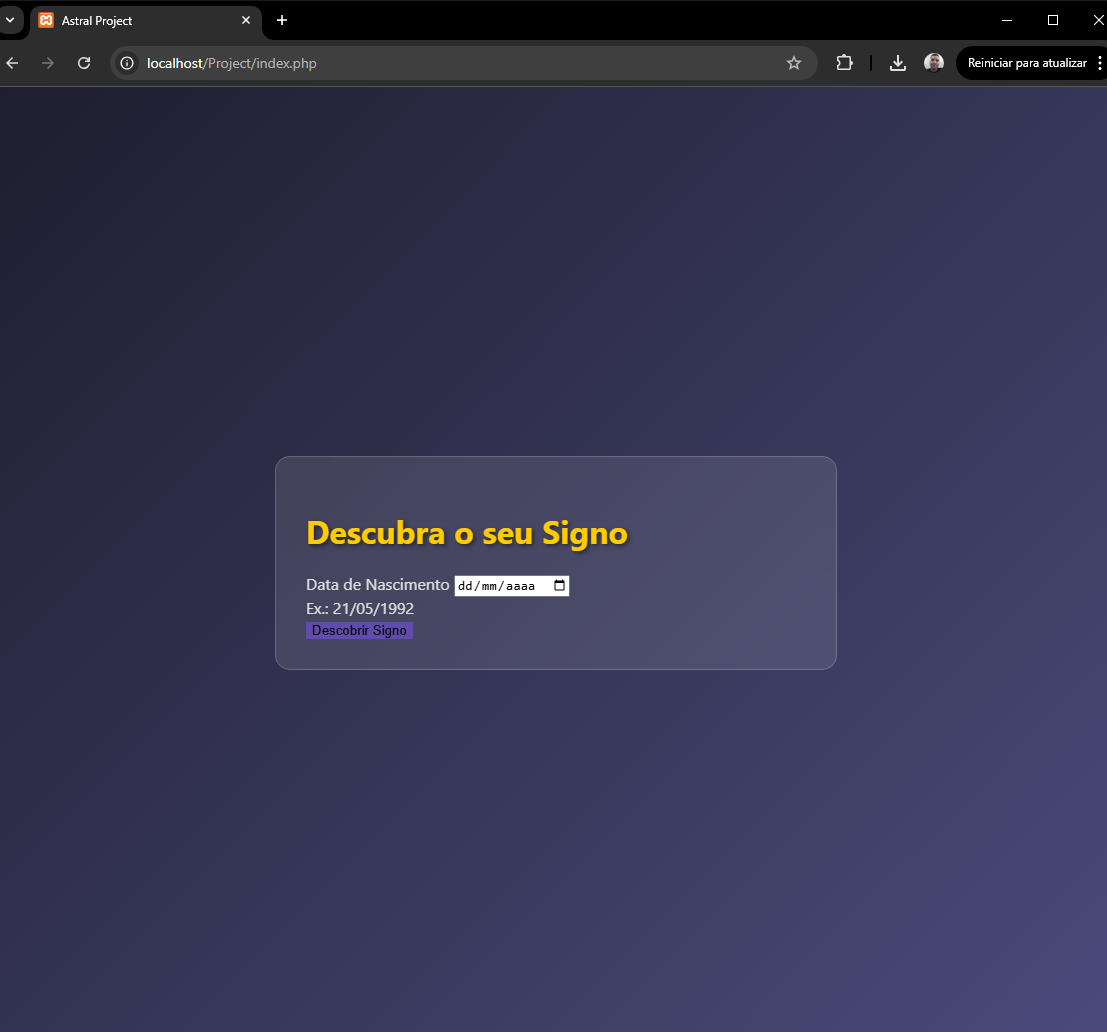 Astral Project
localhost/Project/index.php
Reiniciar para atualizar
Descubra o seu Signo
Data de Nascimento dd/mm/aaaa
Ex.: 21/05/1992
Descobrir Signo